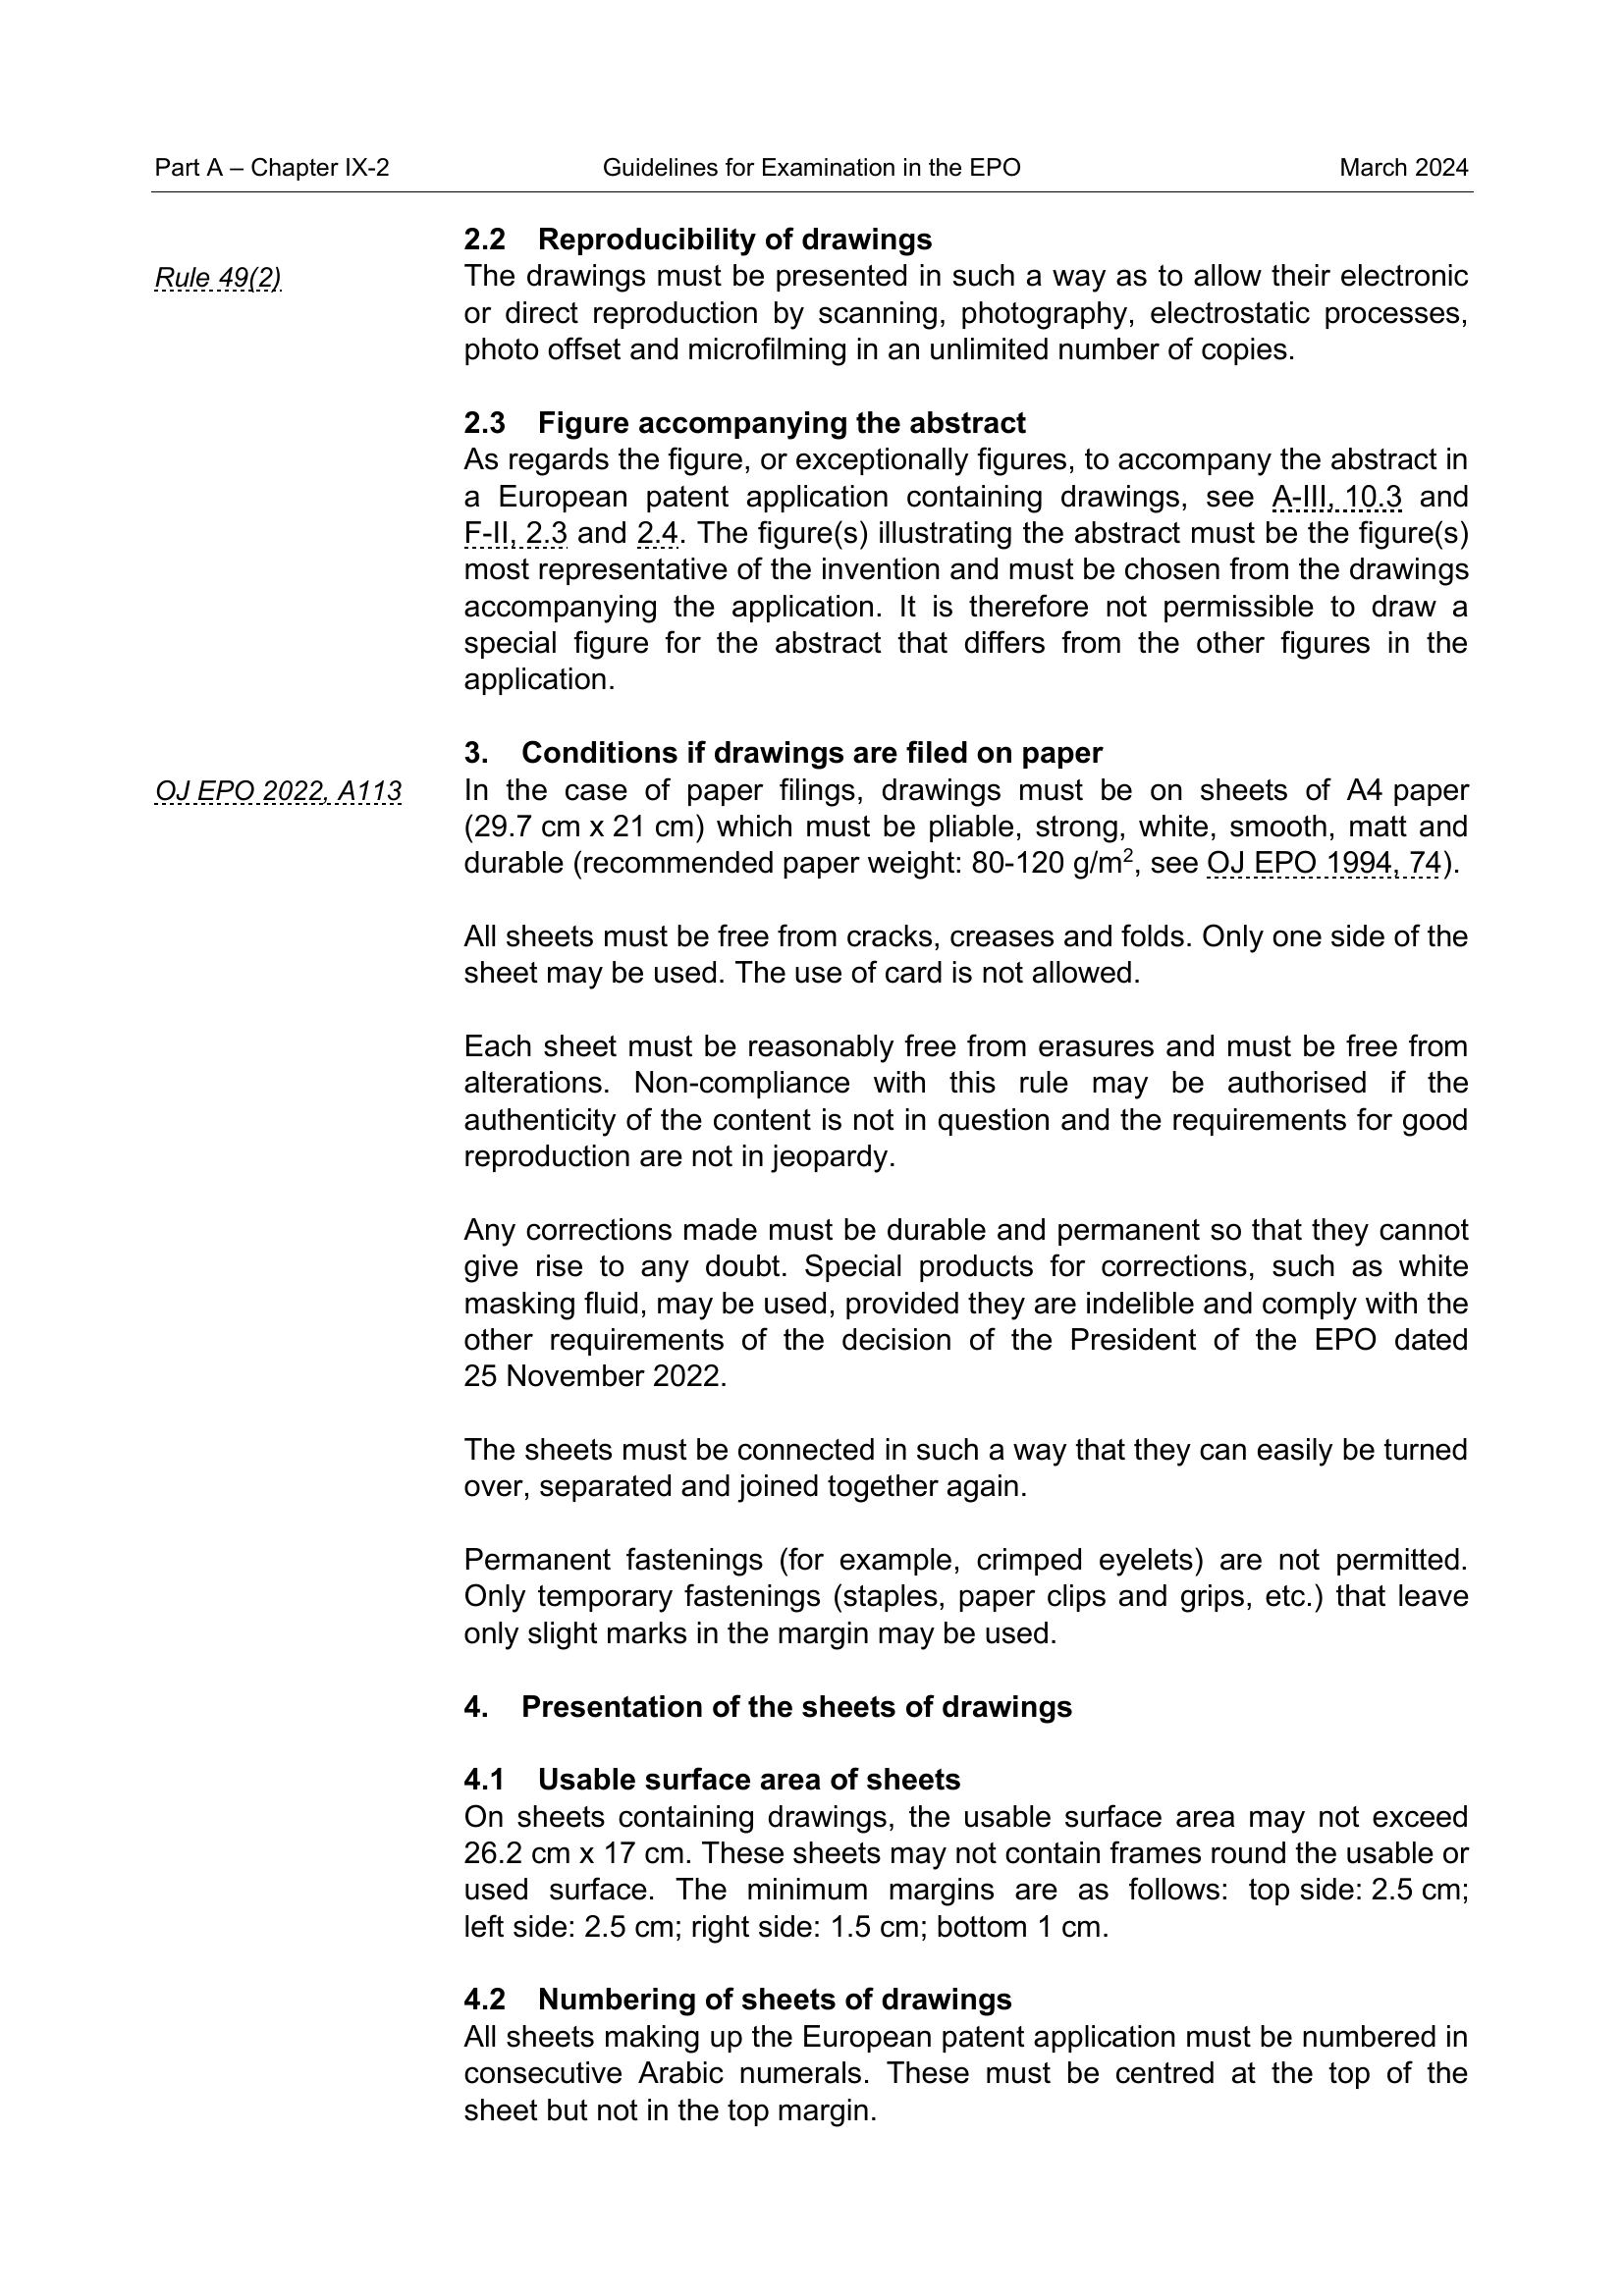 Part A – Chapter IX-2 Guidelines for Examination in the EPO March 2024
2.2 Reproducibility of drawings
Rule 49(2)
The drawings must be presented in such a way as to allow their electronic
or direct reproduction by scanning, photography, electrostatic processes,
photo offset and microfilming in an unlimited number of copies.
2.3 Figure accompanying the abstract
As regards the figure, or exceptionally figures, to accompany the abstract in
a European patent application containing drawings, see A-III, 10.3 and
F-II, 2.3 and 2.4. The figure(s) illustrating the abstract must be the figure(s)
most representative of the invention and must be chosen from the drawings
accompanying the application. It is therefore not permissible to draw a
special figure for the abstract that differs from the other figures in the
application.
3. Conditions if drawings are filed on paper
OJ EPO 2022, A113
In the case of paper filings, drawings must be on sheets of A4 paper
(29.7 cm x 21 cm) which must be pliable, strong, white, smooth, matt and
durable (recommended paper weight: 80-120 g/m², see OJ EPO 1994, 74).
All sheets must be free from cracks, creases and folds. Only one side of the
sheet may be used. The use of card is not allowed.
Each sheet must be reasonably free from erasures and must be free from
alterations. Non-compliance with this rule may be authorised if the
authenticity of the content is not in question and the requirements for good
reproduction are not in jeopardy.
Any corrections made must be durable and permanent so that they cannot
give rise to any doubt. Special products for corrections, such as white
masking fluid, may be used, provided they are indelible and comply with the
other requirements of the decision of the President of the EPO dated
25 November 2022.
The sheets must be connected in such a way that they can easily be turned
over, separated and joined together again.
Permanent fastenings (for example, crimped eyelets) are not permitted.
Only temporary fastenings (staples, paper clips and grips, etc.) that leave
only slight marks in the margin may be used.
4. Presentation of the sheets of drawings
4.1 Usable surface area of sheets
On sheets containing drawings, the usable surface area may not exceed
26.2 cm x 17 cm. These sheets may not contain frames round the usable or
used surface. The minimum margins are as follows: top side: 2.5 cm;
left side: 2.5 cm; right side: 1.5 cm; bottom 1 cm.
4.2 Numbering of sheets of drawings
All sheets making up the European patent application must be numbered in
consecutive Arabic numerals. These must be centred at the top of the
sheet but not in the top margin.